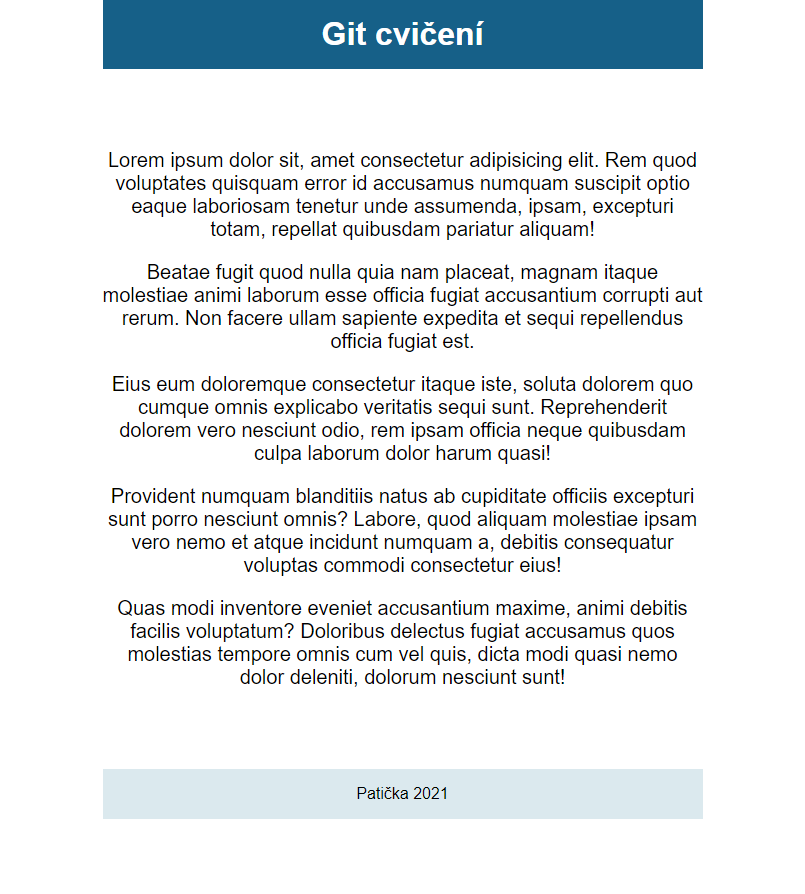 Git cvičení
Lorem ipsum dolor sit, amet consectetur adipisicing elit. Rem quod
voluptates quisquam error id accusamus numquam suscipit optio
eaque laboriosam tenetur unde assumenda, ipsam, excepturi
totam, repellat quibusdam pariatur aliquam!
Beatae fugit quod nulla quia nam placeat, magnam itaque
molestiae animi laborum esse officia fugiat accusantium corrupti aut
rerum. Non facere ullam sapiente expedita et sequi repellendus
officia fugiat est.
Eius eum doloremque consectetur itaque iste, soluta dolorem quo
cumque omnis explicabo veritatis sequi sunt. Reprehenderit
dolorem vero nesciunt odio, rem ipsam officia neque quibusdam
culpa laborum dolor harum quasi!
Provident numquam blanditiis natus ab cupiditate officiis excepturi
sunt porro nesciunt omnis? Labore, quod aliquam molestiae ipsam
vero nemo et atque incidunt numquam a, debitis consequatur
voluptas commodi consectetur eius!
Quas modi inventore eveniet accusantium maxime, animi debitis
facilis voluptatum? Doloribus delectus fugiat accusamus quos
molestias tempore omnis cum vel quis, dicta modi quasi nemo
dolor deleniti, dolorum nesciunt sunt!
Patička 2021